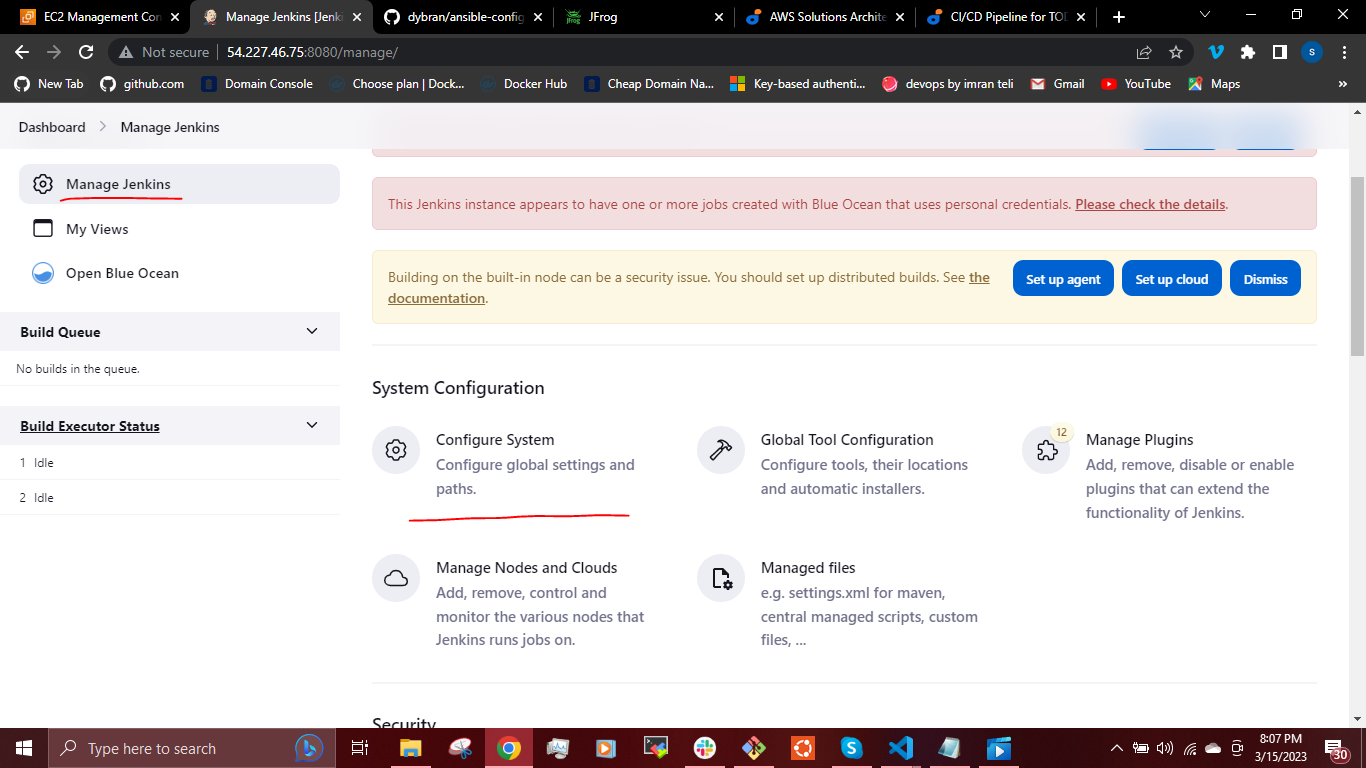 EC2 Management Con
Manage Jenkins [Jenk
dybran/ansible-config
JFrog
AWS Solutions Archite
CI/CD Pipeline for TOD
Not secure
54.227.46.75:8080/manage/
S
New Tab
github.com
Domain Console
Choose plan | Dock...
Docker Hub
Cheap Domain Na...
Key-based authenti...
devops by imran teli
Gmail
YouTube
Maps
»
Dashboard
Manage Jenkins
Manage Jenkins
My Views
Open Blue Ocean
Build Queue
No builds in the queue.
Build Executor Status
1 Idle
2 Idle
This Jenkins instance appears to have one or more jobs created with Blue Ocean that uses personal credentials. Please check the details.
Building on the built-in node can be a security issue. You should set up distributed builds. See the
documentation.
Set up agent
Set up cloud
Dismiss
System Configuration
Configure System
Configure global settings and
paths.
Global Tool Configuration
Configure tools, their locations
and automatic installers.
12
Manage Plugins
Add, remove, disable or enable
plugins that can extend the
functionality of Jenkins.
Manage Nodes and Clouds
Add, remove, control and
monitor the various nodes that
Jenkins runs jobs on.
Managed files
e.g. settings.xml for maven,
central managed scripts, custom
files, ...
Security
Type here to search
8:07 PM
3/15/2023
30